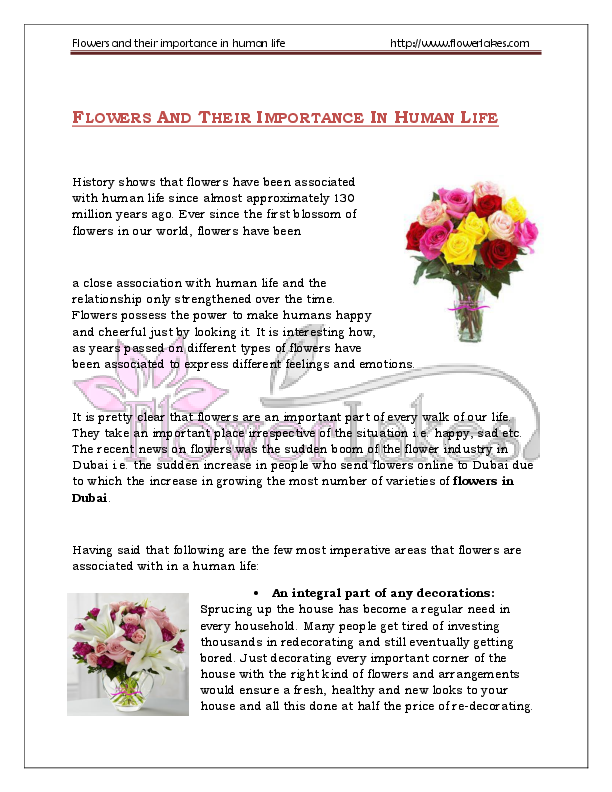 Flowers and their importance in human life http://www.flowerlakes.com
FLOWERS AND THEIR IMPORTANCE IN HUMAN LIFE
History shows that flowers have been associated
with human life since almost approximately 130
million years ago. Ever since the first blossom of
flowers in our world, flowers have been
a close association with human life and the
relationship only strengthened over the time.
Flowers possess the power to make humans happy
and cheerful just by looking it. It is interesting how,
as years passed on different types of flowers have
been associated to express different feelings and emotions.
It is pretty clear that flowers are an important part of every walk of our life.
They take an important place irrespective of the situation i.e. happy, sad etc.
The recent news on flowers was the sudden boom of the flower industry in
Dubai i.e. the sudden increase in people who send flowers online to Dubai due
to which the increase in growing the most number of varieties of flowers in
Dubai.
Flower Lakes
Having said that following are the few most imperative areas that flowers are
associated with in a human life:
• An integral part of any decorations:
Sprucing up the house has become a regular need in
every household. Many people get tired of investing
thousands in redecorating and still eventually getting
bored. Just decorating every important corner of the
house with the right kind of flowers and arrangements
would ensure a fresh, healthy and new looks to your
house and all this done at half the price of re-decorating.